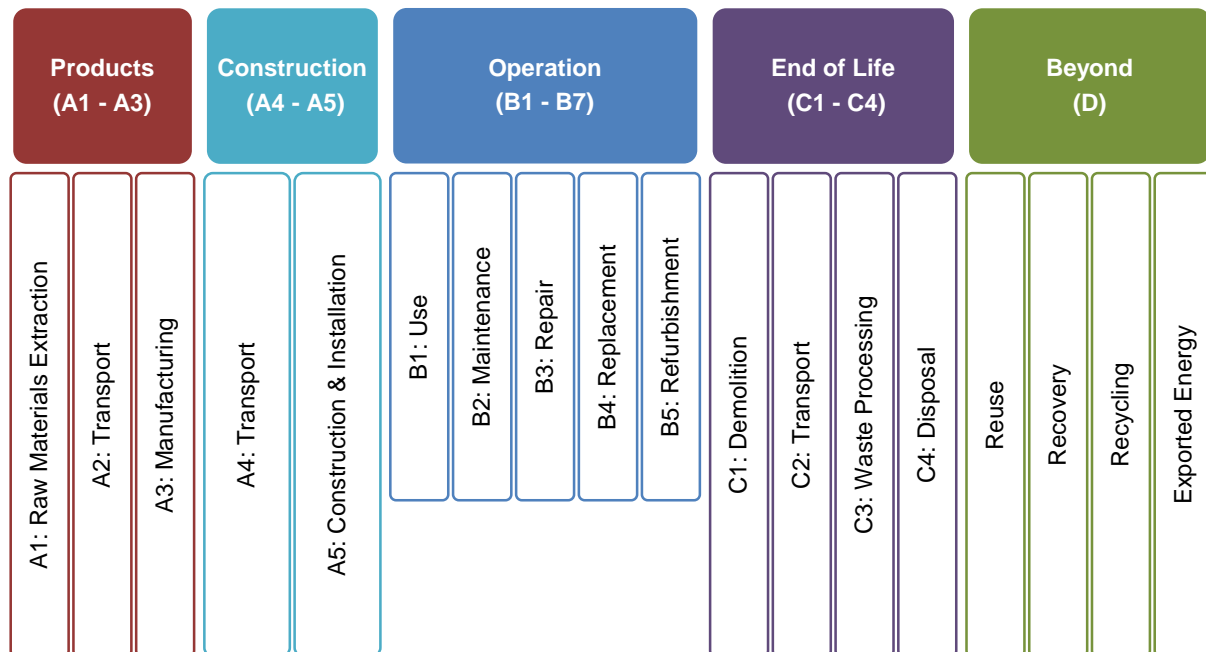 Products
(A1 - A3)
Construction
(A4 - A5)
Operation
(B1 - B7)
End of Life
(C1 - C4)
Beyond
(D)
A1: Raw Materials Extraction
A2: Transport
A3: Manufacturing
A4: Transport
A5: Construction & Installation
B1: Use
B2: Maintenance
B3: Repair
B4: Replacement
B5: Refurbishment
C1: Demolition
C2: Transport
C3: Waste Processing
C4: Disposal
Reuse
Recovery
Recycling
Exported Energy